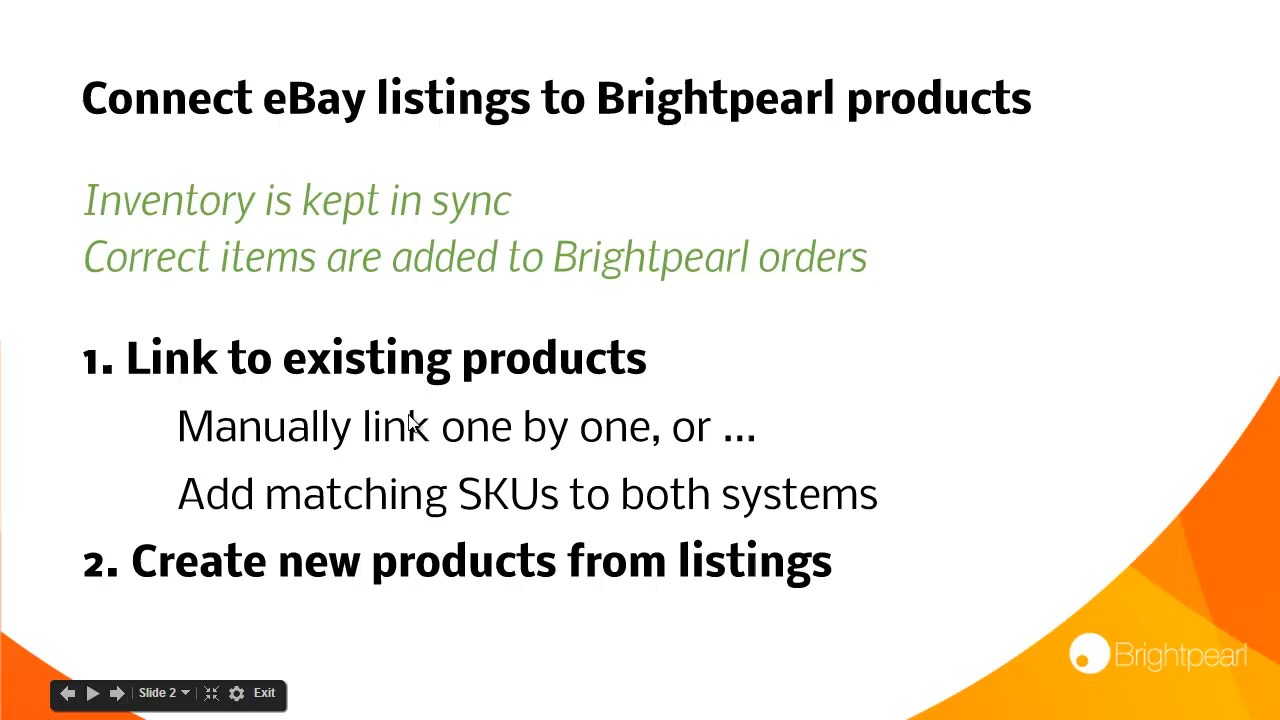 Connect eBay listings to Brightpearl products
Inventory is kept in sync
Correct items are added to Brightpearl orders
1. Link to existing products
Manually link one by one, or ...
Add matching SKUs to both systems
2. Create new products from listings
Brightpearl
Slide 2 Exit